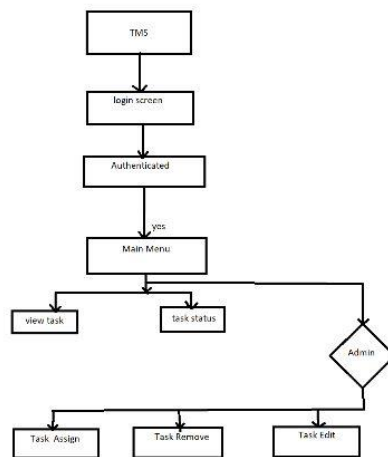 TMS
login screen
Authenticated
yes
Main Menu
view task
task status
Admin
Task Assign
Task Remove
Task Edit